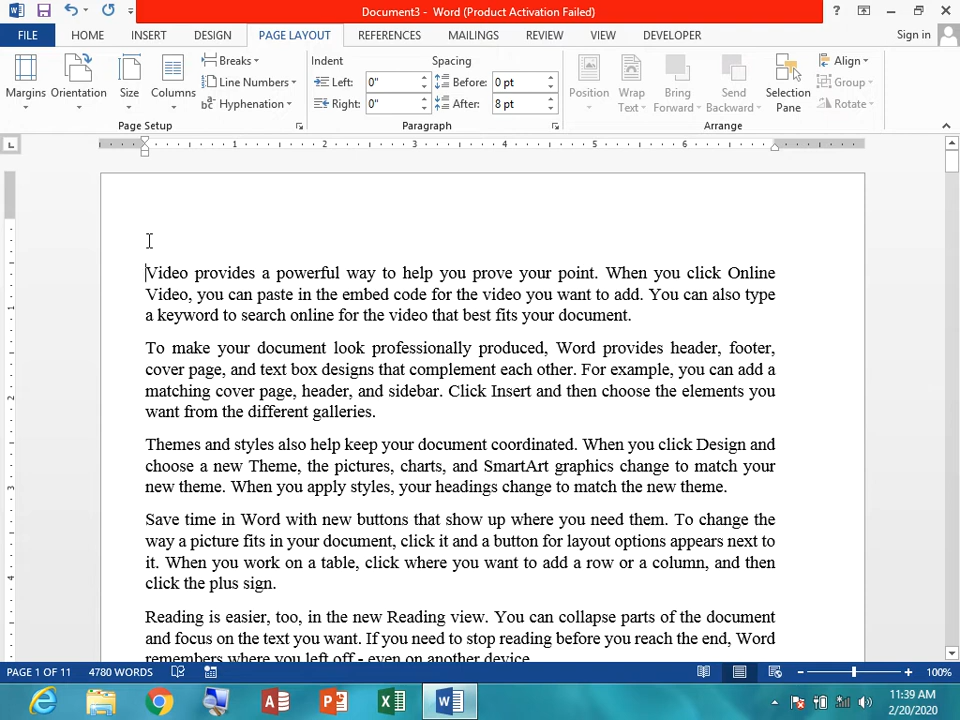 Document3 - Word (Product Activation Failed)
FILE HOME INSERT DESIGN PAGE LAYOUT REFERENCES MAILINGS REVIEW VIEW DEVELOPER Sign in
Margins Orientation Size Columns Breaks Line Numbers Hyphenation
Page Setup
Indent Spacing
Left: 0" Before: 0 pt
Right: 0" After: 8 pt
Paragraph
Position Wrap Text Bring Forward Send Backward Selection Pane Align Group Rotate
Arrange
1 2 3 4 5 6
Video provides a powerful way to help you prove your point. When you click Online
Video, you can paste in the embed code for the video you want to add. You can also type
a keyword to search online for the video that best fits your document.
To make your document look professionally produced, Word provides header, footer,
cover page, and text box designs that complement each other. For example, you can add a
matching cover page, header, and sidebar. Click Insert and then choose the elements you
want from the different galleries.
Themes and styles also help keep your document coordinated. When you click Design and
choose a new Theme, the pictures, charts, and SmartArt graphics change to match your
new theme. When you apply styles, your headings change to match the new theme.
Save time in Word with new buttons that show up where you need them. To change the
way a picture fits in your document, click it and a button for layout options appears next to
it. When you work on a table, click where you want to add a row or a column, and then
click the plus sign.
Reading is easier, too, in the new Reading view. You can collapse parts of the document
and focus on the text you want. If you need to stop reading before you reach the end, Word
remembers where you left off - even on another device.
PAGE 1 OF 11 4780 WORDS 100%
11:39 AM
2/20/2020